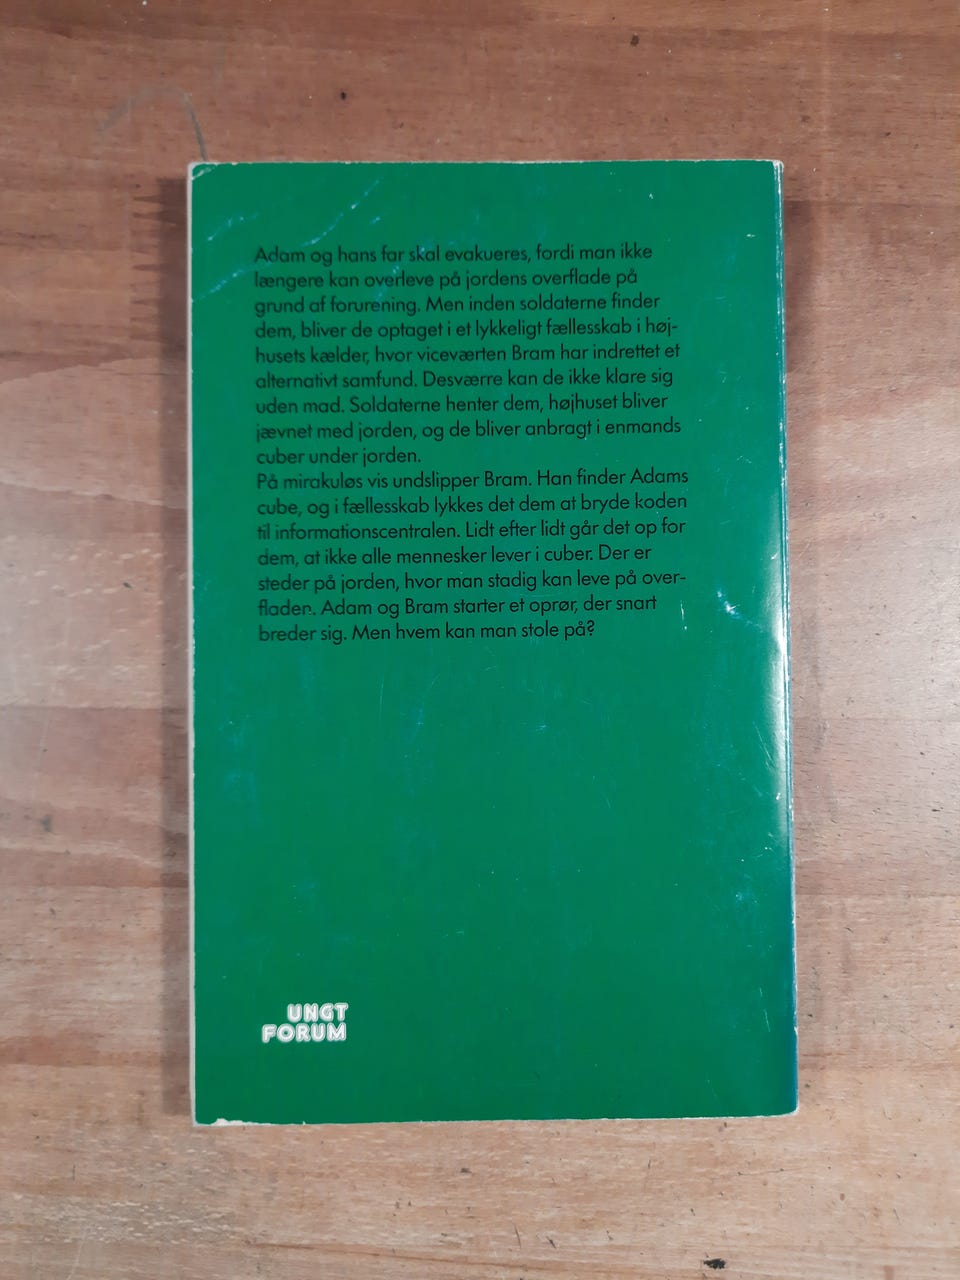 Adam og hans far skal evakueres, fordi man ikke
længere kan overleve på jordens overflade på
grund af forurening. Men inden soldaterne finder
dem, bliver de optaget i et lykkeligt fællesskab i høj-
husets kælder, hvor viceværten Bram har indrettet et
alternativt samfund. Desværre kan de ikke klare sig
uden mad. Soldaterne henter dem, højhuset bliver
jævnet med jorden, og de bliver anbragt i enmands
cuber under jorden.
På mirakuløs vis undslipper Bram. Han finder Adams
cube, og i fællesskab lykkes det dem at bryde koden
til informationscentralen. Lidt efter lidt går det op for
dem, at ikke alle mennesker lever i cuber. Der er
steder på jorden, hvor man stadig kan leve på over-
fladen. Adam og Bram starter et oprør, der snart
breder sig. Men hvem kan man stole på?
UNGT
FORUM